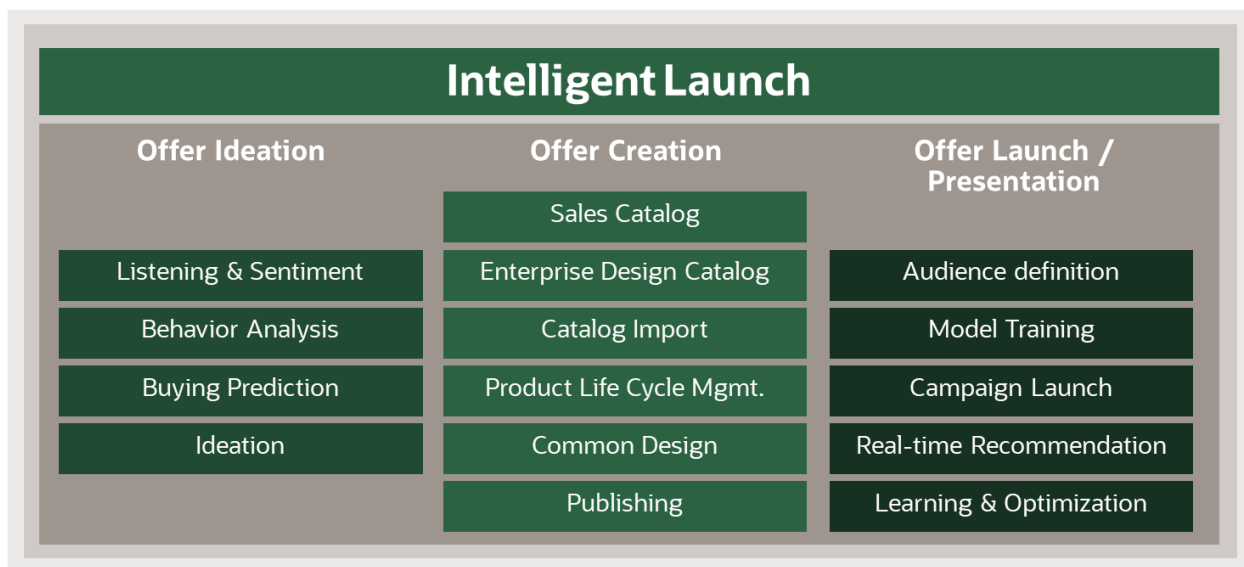 Intelligent Launch
Offer Ideation
Listening & Sentiment
Behavior Analysis
Buying Prediction
Ideation
Offer Creation
Sales Catalog
Enterprise Design Catalog
Catalog Import
Product Life Cycle Mgmt.
Common Design
Publishing
Offer Launch /
Presentation
Audience definition
Model Training
Campaign Launch
Real-time Recommendation
Learning & Optimization